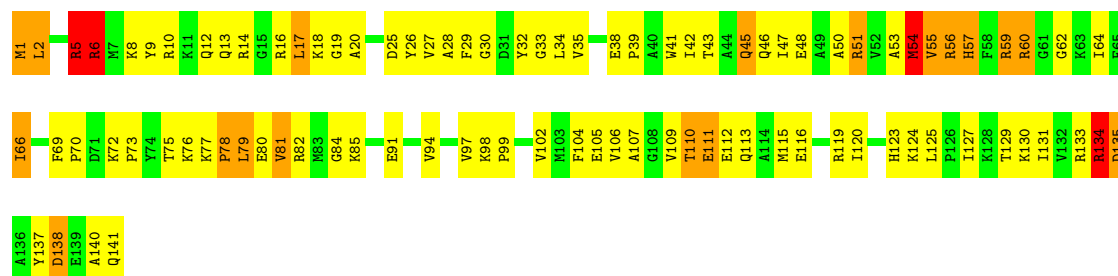 M1 L2 R5 R6 M7 K8 Y9 R10 K11 Q12 Q13 R14 G15 R16 L17 K18 G19 A20 D25 Y26 V27 A28 F29 G30 D31 Y32 G33 L34 V35 E38 P39 A40 W41 I42 T43 A44 Q45 Q46 I47 E48 A49 A50 R51 V52 A53 M54 V55 R56 H57 F58 R59 R60 G61 G62 K63 I64 F65
I66 F69 P70 D71 K72 P73 Y74 T75 K76 K77 P78 L79 E80 V81 R82 M83 G84 K85 E91 V94 V97 K98 P99 V102 M103 F104 E105 V106 A107 G108 V109 T110 E111 E112 Q113 A114 M115 E116 R119 I120 H123 K124 L125 P126 I127 K128 T129 K130 I131 V132 R133 R134 D135
A136 Y137 D138 E139 A140 Q141